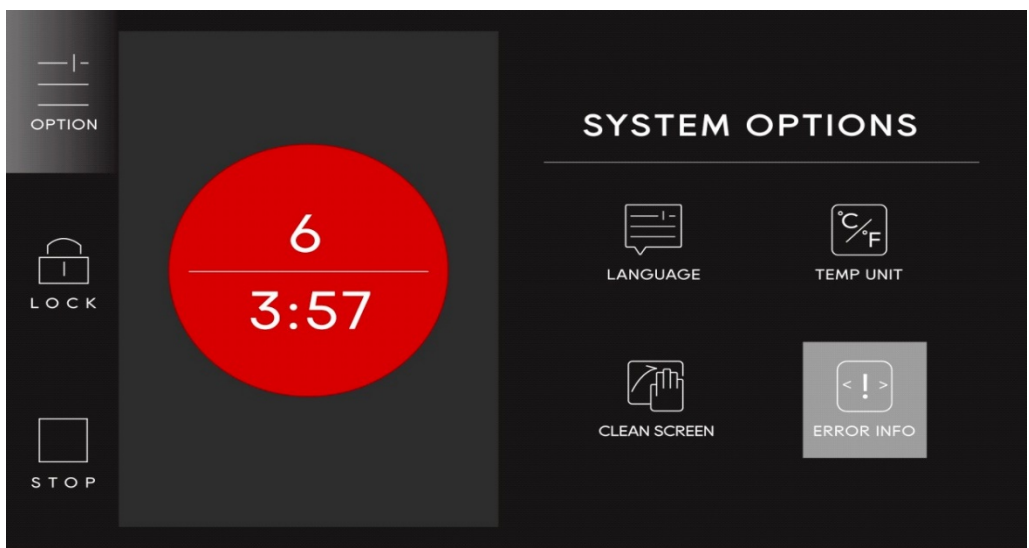 OPTION
LOCK
STOP
6
3:57
SYSTEM OPTIONS
LANGUAGE
TEMP UNIT
°C/°F
CLEAN SCREEN
ERROR INFO
< ! >